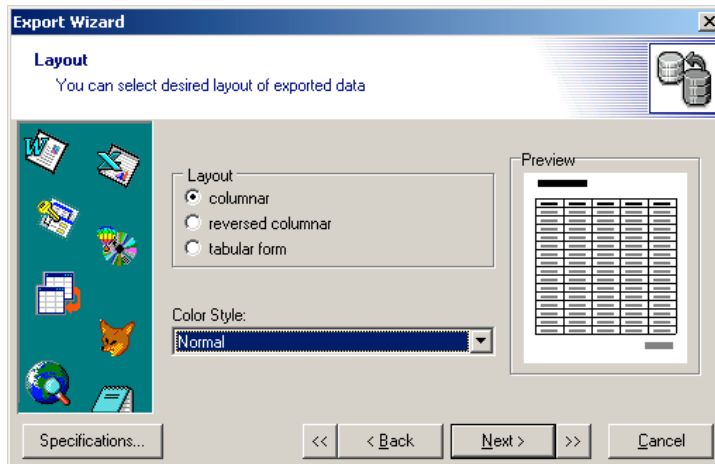 Export Wizard
Layout
You can select desired layout of exported data
Layout
columnar
reversed columnar
tabular form
Color Style:
Normal
Preview
Specifications...
<<
< Back
Next >
>>
Cancel